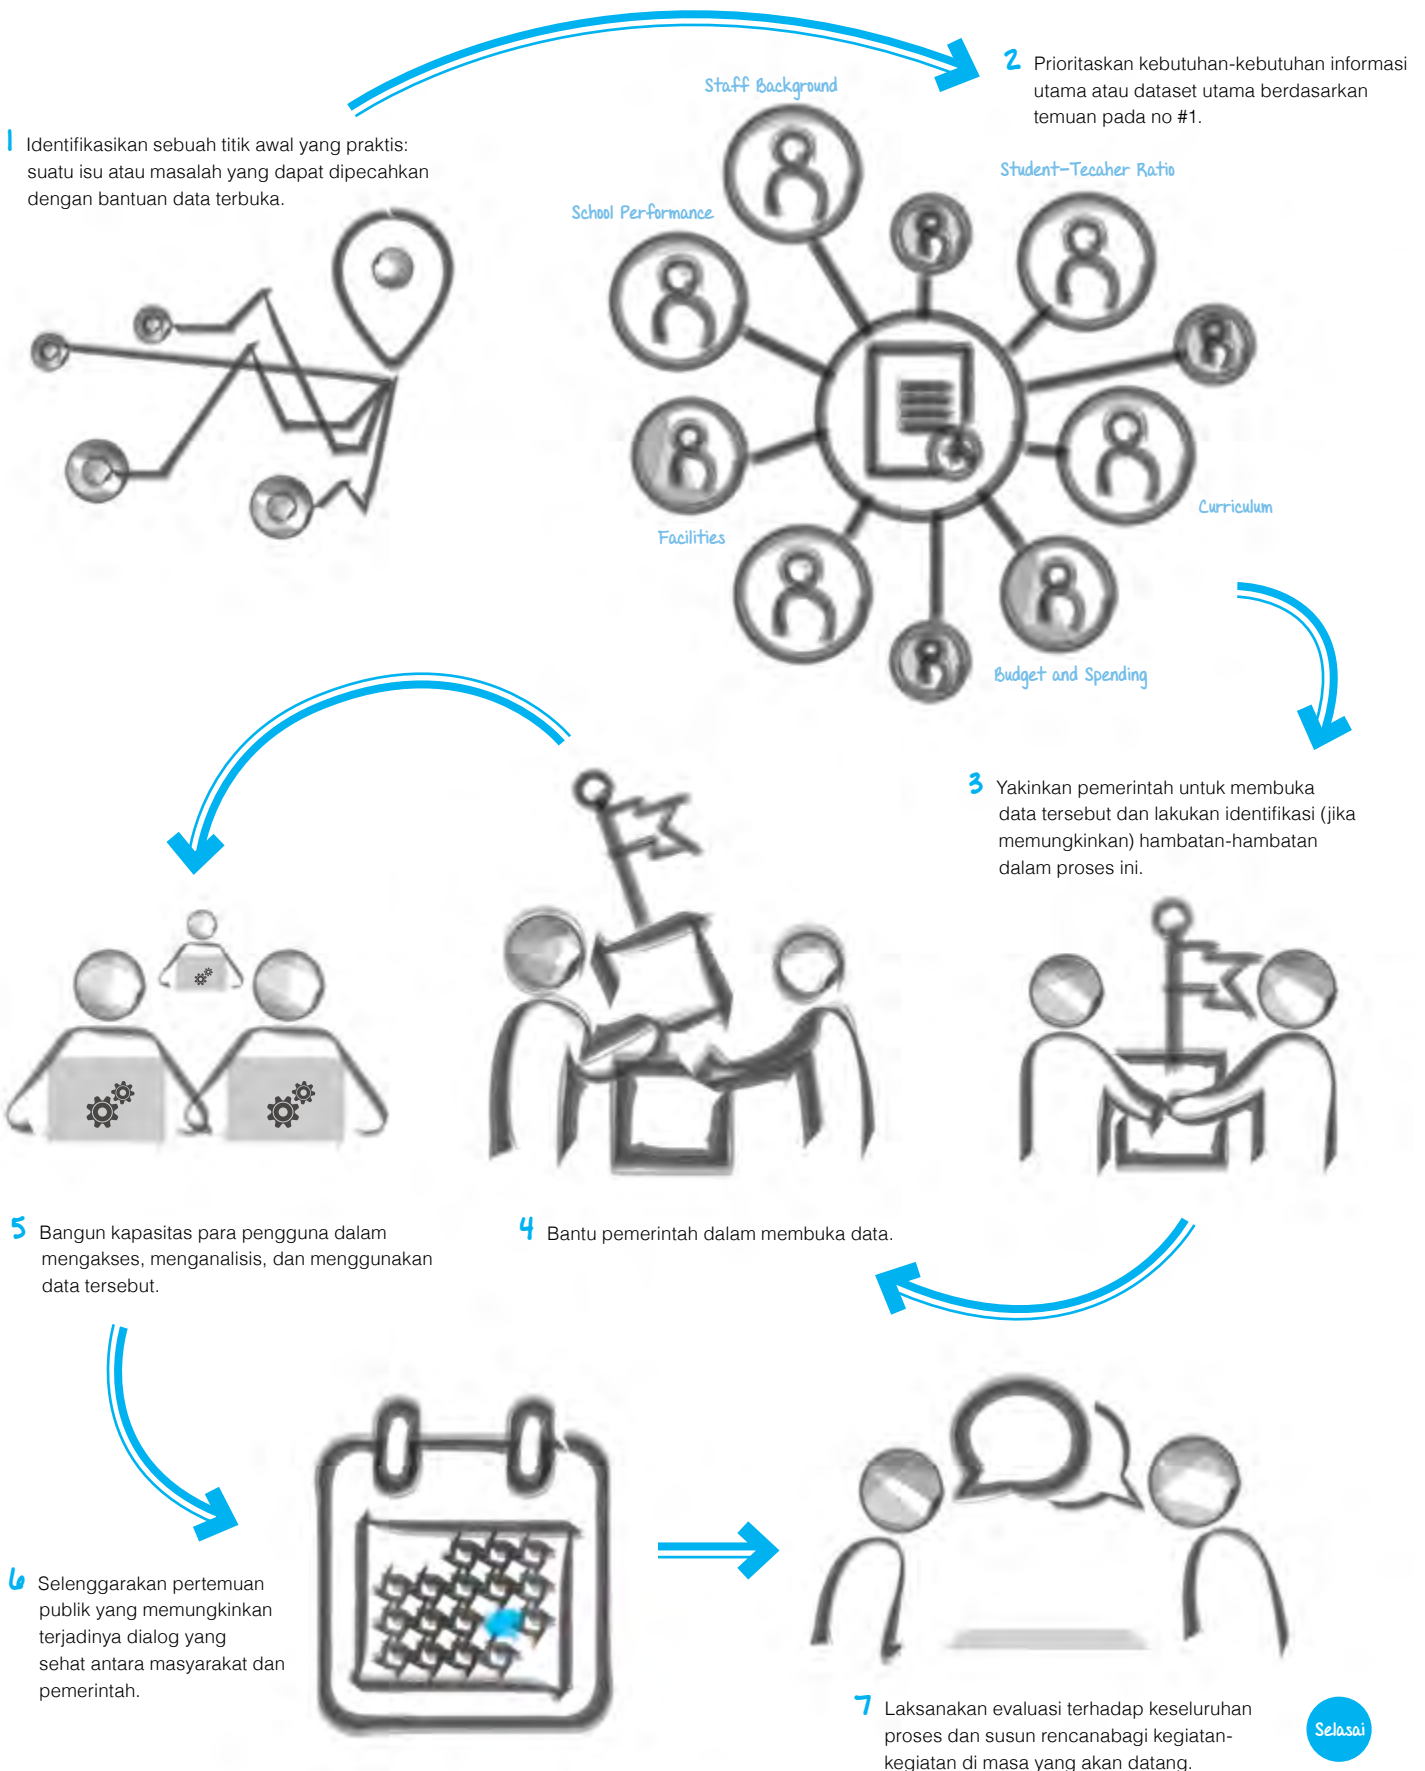 1 Identifikasikan sebuah titik awal yang praktis:
suatu isu atau masalah yang dapat dipecahkan
dengan bantuan data terbuka.
2 Prioritaskan kebutuhan-kebutuhan informasi
utama atau dataset utama berdasarkan
temuan pada no #1.
Staff Background
Student-Tecaher Ratio
School Performance
Curriculum
Facilities
Budget and Spending
3 Yakinkan pemerintah untuk membuka
data tersebut dan lakukan identifikasi (jika
memungkinkan) hambatan-hambatan
dalam proses ini.
4 Bantu pemerintah dalam membuka data.
5 Bangun kapasitas para pengguna dalam
mengakses, menganalisis, dan menggunakan
data tersebut.
6 Selenggarakan pertemuan
publik yang memungkinkan
terjadinya dialog yang
sehat antara masyarakat dan
pemerintah.
7 Laksanakan evaluasi terhadap keseluruhan
proses dan susun rencanabagi kegiatan-
kegiatan di masa yang akan datang.
Selasai